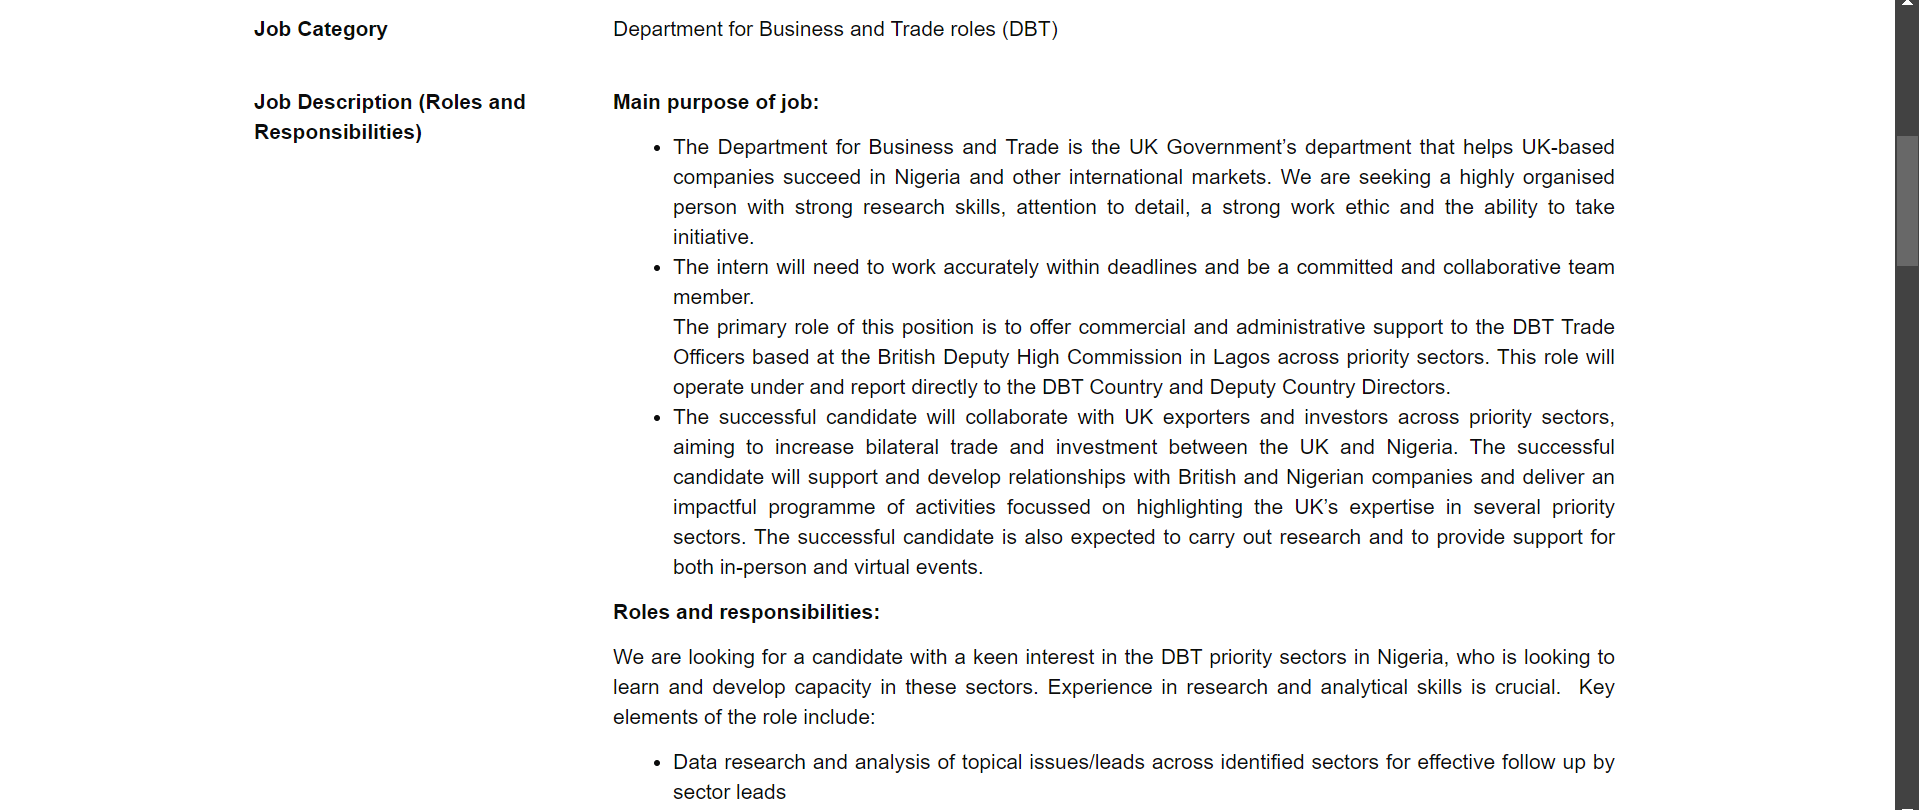 Job Category
Department for Business and Trade roles (DBT)
Job Description (Roles and
Responsibilities)
Main purpose of job:
• The Department for Business and Trade is the UK Government’s department that helps UK-based
companies succeed in Nigeria and other international markets. We are seeking a highly organised
person with strong research skills, attention to detail, a strong work ethic and the ability to take
initiative.
• The intern will need to work accurately within deadlines and be a committed and collaborative team
member.
The primary role of this position is to offer commercial and administrative support to the DBT Trade
Officers based at the British Deputy High Commission in Lagos across priority sectors. This role will
operate under and report directly to the DBT Country and Deputy Country Directors.
• The successful candidate will collaborate with UK exporters and investors across priority sectors,
aiming to increase bilateral trade and investment between the UK and Nigeria. The successful
candidate will support and develop relationships with British and Nigerian companies and deliver an
impactful programme of activities focussed on highlighting the UK’s expertise in several priority
sectors. The successful candidate is also expected to carry out research and to provide support for
both in-person and virtual events.
Roles and responsibilities:
We are looking for a candidate with a keen interest in the DBT priority sectors in Nigeria, who is looking to
learn and develop capacity in these sectors. Experience in research and analytical skills is crucial.  Key
elements of the role include:
• Data research and analysis of topical issues/leads across identified sectors for effective follow up by
sector leads